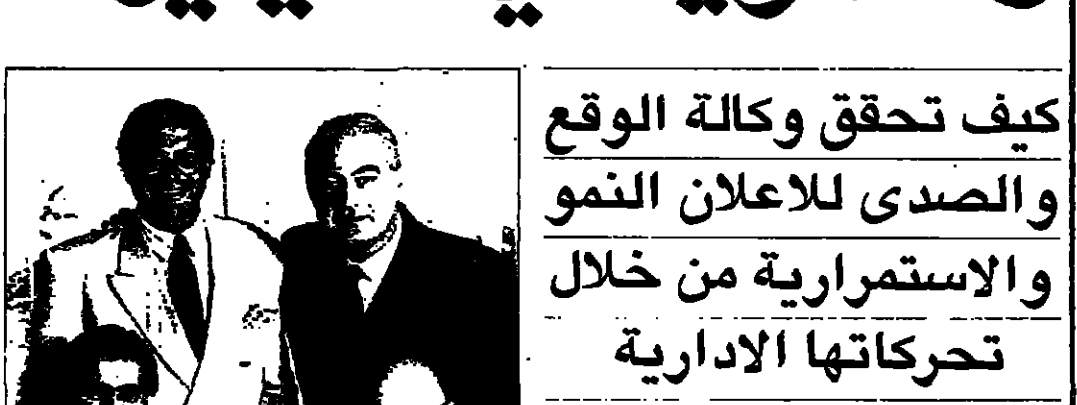 كيف تحقق وكالة الوقع
والصدى للاعلان النمو
والاستمرارية من خلال
تحركاتها الادارية